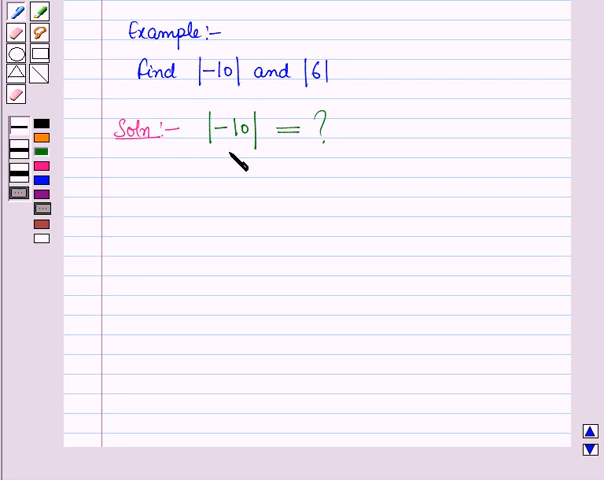 Example:-
Find |-10| and |6|
Soln:- |-10| = ?